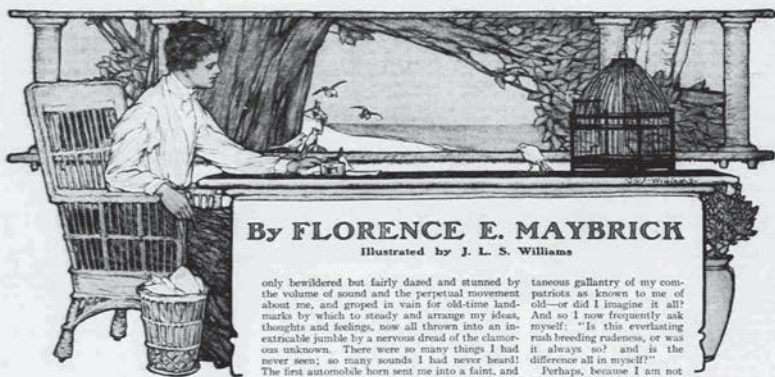 By FLORENCE E. MAYBRICK
Illustrated by J. L. S. Williams
only bewildered but fairly dazed and stunned by
the volume of sound and the perpetual movement
about me, and groped in vain for old-time land-
marks by which to steady and arrange my ideas,
thoughts and feelings, now all thrown into an in-
extricable jumble by a nervous dread of the clamor-
ous unknown. There were so many things I had
never seen; so many sounds I had never heard!
The first automobile horn sent me into a faint, and
taneous gallantry of my com-
patriots as known to me of
old—or did I imagine it all?
And so I now frequently ask
myself: "Is this everlasting
rush breeding rudeness, or was
it always so? and is the
difference all in myself?"
Perhaps, because I am not